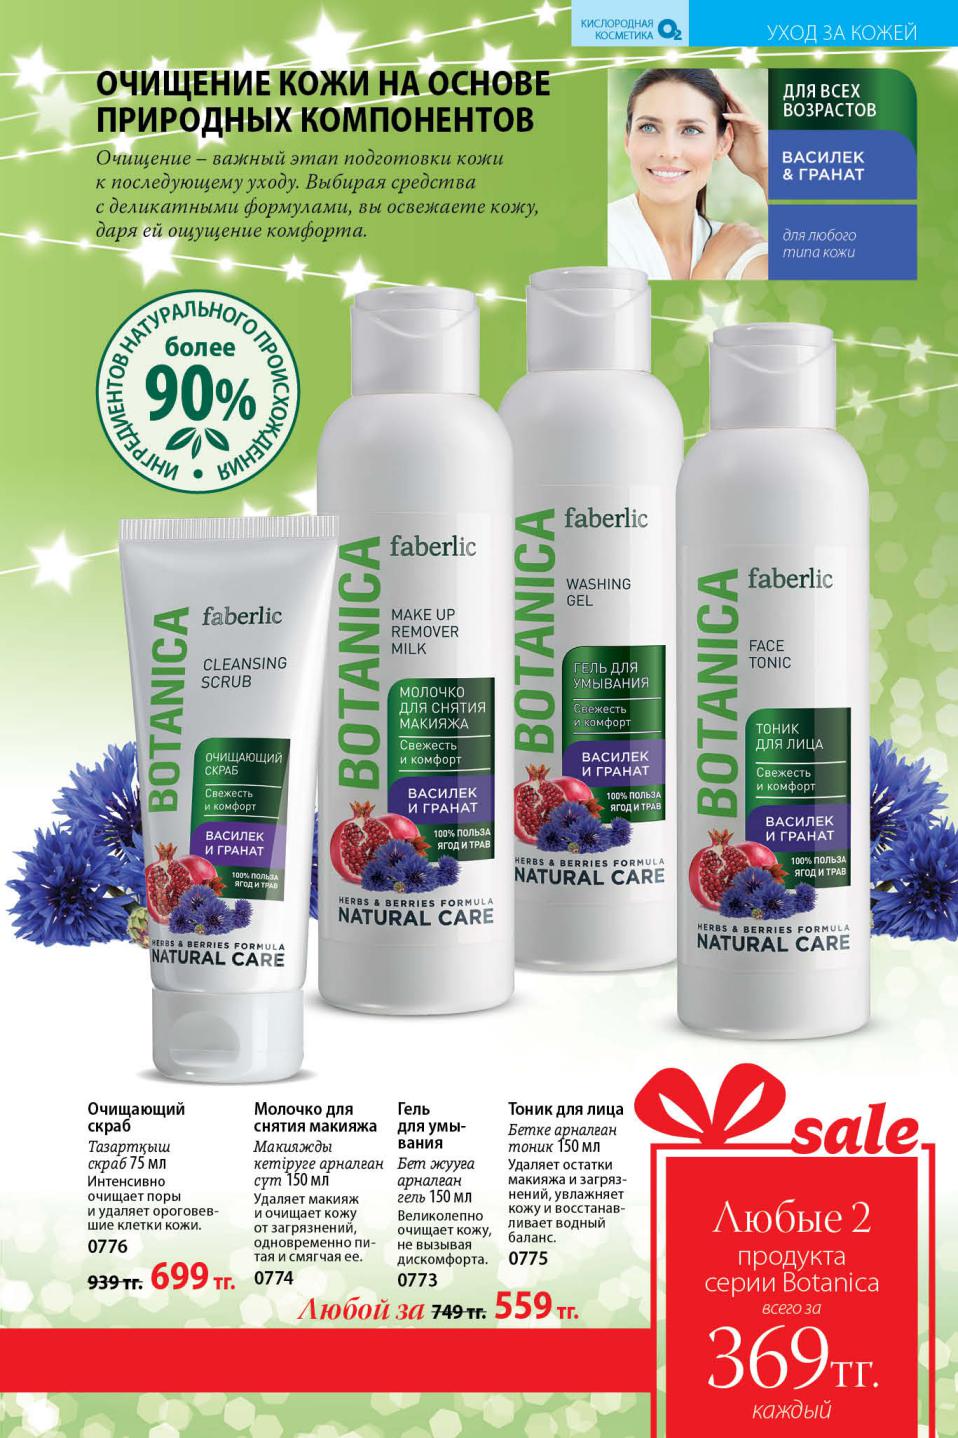 КИСЛОРОДНАЯ
КОСМЕТИКА O2
УХОД ЗА КОЖЕЙ
ОЧИЩЕНИЕ КОЖИ НА ОСНОВЕ
ПРИРОДНЫХ КОМПОНЕНТОВ
Очищение – важный этап подготовки кожи
к последующему уходу. Выбирая средства
с деликатными формулами, вы освежаете кожу,
даря ей ощущение комфорта.
ДЛЯ ВСЕХ
ВОЗРАСТОВ
ВАСИЛЕК
& ГРАНАТ
для любого
типа кожи
ИНГРЕДИЕНТОВ НАТУРАЛЬНОГО ПРОИСХОЖДЕНИЯ
более
90%
BOTANICA
faberlic
CLEANSING
SCRUB
ОЧИЩАЮЩИЙ
СКРАБ
Свежесть
и комфорт
ВАСИЛЕК
И ГРАНАТ
100% ПОЛЬЗА
ЯГОД И ТРАВ
HERBS & BERRIES FORMULA
NATURAL CARE
BOTANICA
faberlic
MAKE UP
REMOVER
MILK
МОЛОЧКО
ДЛЯ СНЯТИЯ
МАКИЯЖА
Свежесть
и комфорт
ВАСИЛЕК
И ГРАНАТ
100% ПОЛЬЗА
ЯГОД И ТРАВ
HERBS & BERRIES FORMULA
NATURAL CARE
BOTANICA
faberlic
WASHING
GEL
ГЕЛЬ ДЛЯ
УМЫВАНИЯ
Свежесть
и комфорт
ВАСИЛЕК
И ГРАНАТ
100% ПОЛЬЗА
ЯГОД И ТРАВ
HERBS & BERRIES FORMULA
NATURAL CARE
BOTANICA
faberlic
FACE
TONIC
ТОНИК
ДЛЯ ЛИЦА
Свежесть
и комфорт
ВАСИЛЕК
И ГРАНАТ
100% ПОЛЬЗА
ЯГОД И ТРАВ
HERBS & BERRIES FORMULA
NATURAL CARE
Очищающий
скраб
Тазартқыш
скраб 75 мл
Интенсивно
очищает поры
и удаляет ороговев-
шие клетки кожи.
0776
939 тг. 699 тг.
Молочко для
снятия макияжа
Макияжды
кетіруге арналған
сүт 150 мл
Удаляет макияж
и очищает кожу
от загрязнений,
одновременно пи-
тая и смягчая ее.
0774
Гель
для умы-
вания
Бет жууға
арналған
гель 150 мл
Великолепно
очищает кожу,
не вызывая
дискомфорта.
0773
Тоник для лица
Бетке арналған
тоник 150 мл
Удаляет остатки
макияжа и загряз-
нений, увлажняет
кожу и восстанав-
ливает водный
баланс.
0775
Любой за 749 тг. 559 тг.
sale
Любые 2
продукта
серии Botanica
всего за
369тг.
каждый